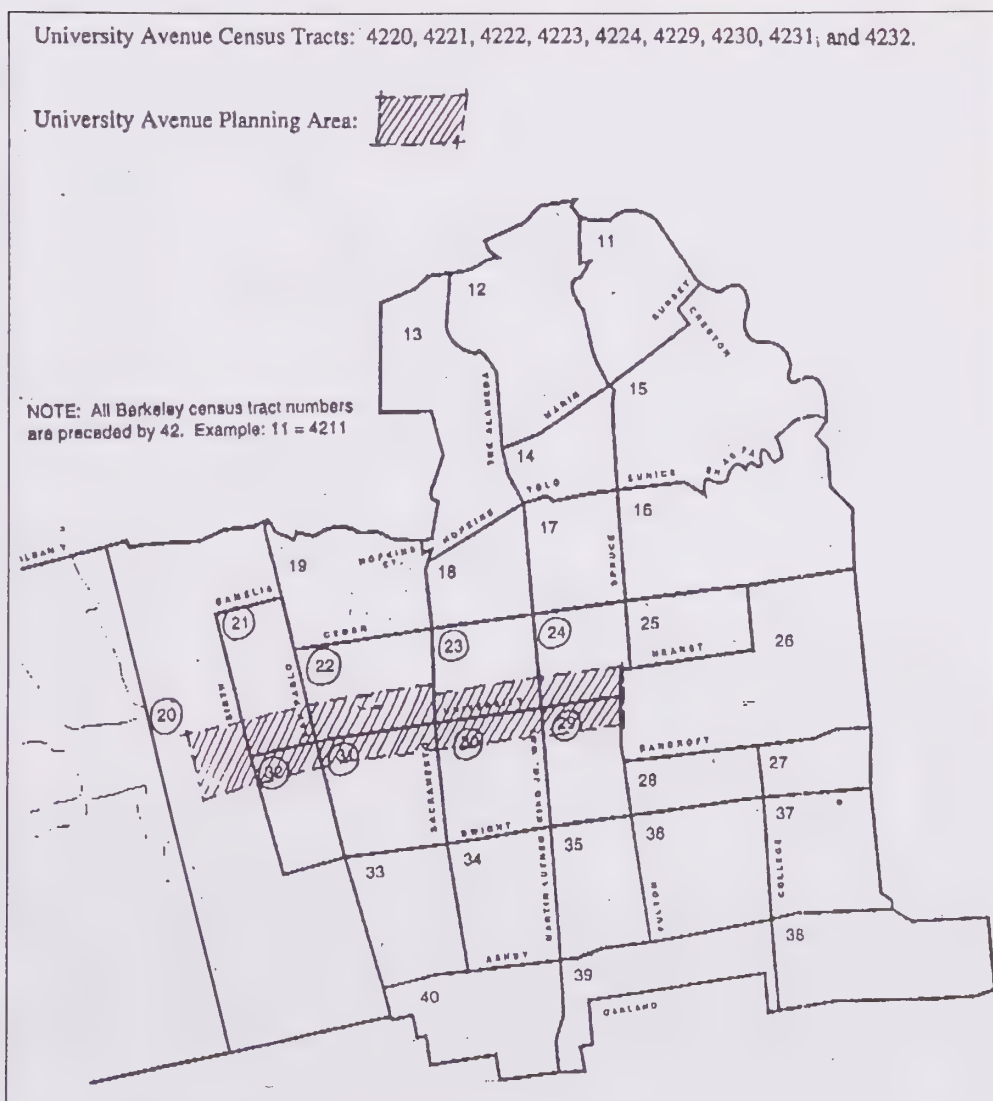 University Avenue Census Tracts: 4220, 4221, 4222, 4223, 4224, 4229, 4230, 4231, and 4232.
University Avenue Planning Area:
11
12
13
SUNSET
CRESTON
15
NOTE: All Berkeley census tract numbers
are preceded by 42. Example: 11 = 4211
MARIN
THE ALAMEDA
14
YOLO
EUNICE
16
17
HOPKINS
HOPKINS CT.
18
SPRUCE
19
CAMELIA
21
CEDAR
22
23
24
25
HEARST
26
20
SIXTH
SAN PABLO
UNIVERSITY
29
30
31
32
BANCROFT
28
27
SACRAMENTO
MARTIN LUTHER KING JR. WAY
DWIGHT
33
34
35
36
37
FULTON
COLLEGE
ASHBY
38
39
40
OAKLAND